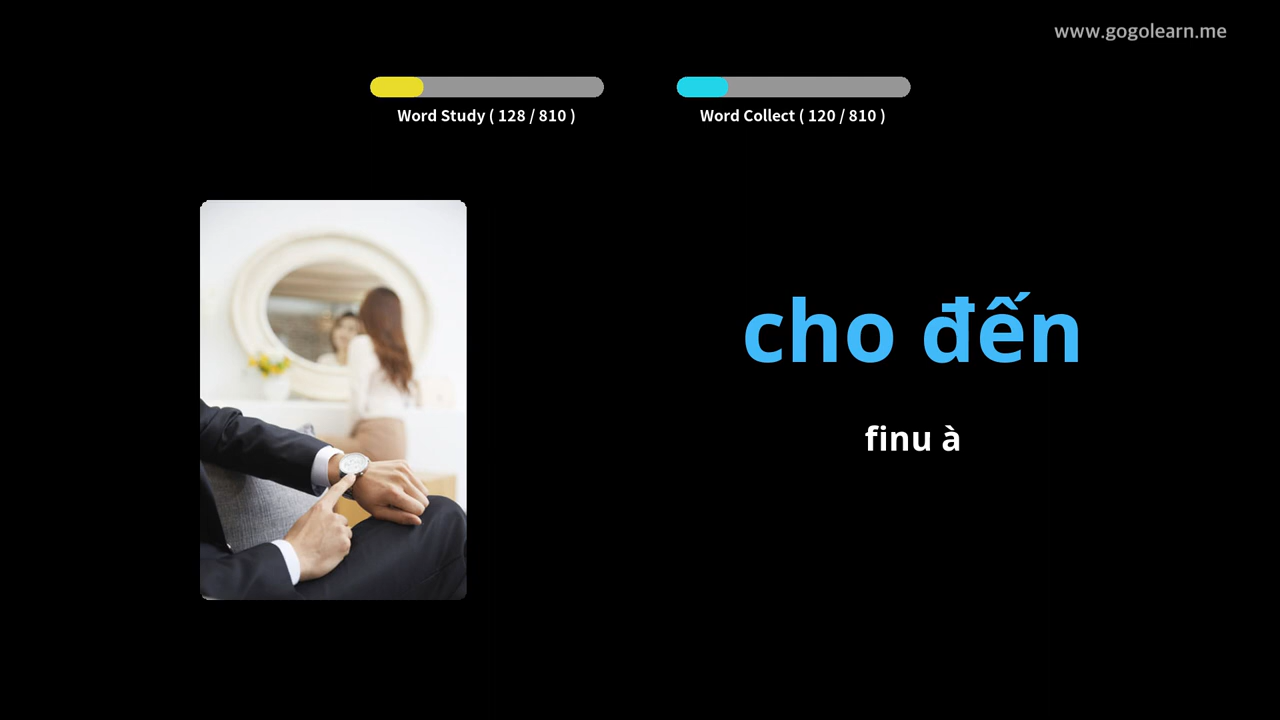 www.gogolearn.me
Word Study ( 128 / 810 )
Word Collect ( 120 / 810 )
cho đến
finu à